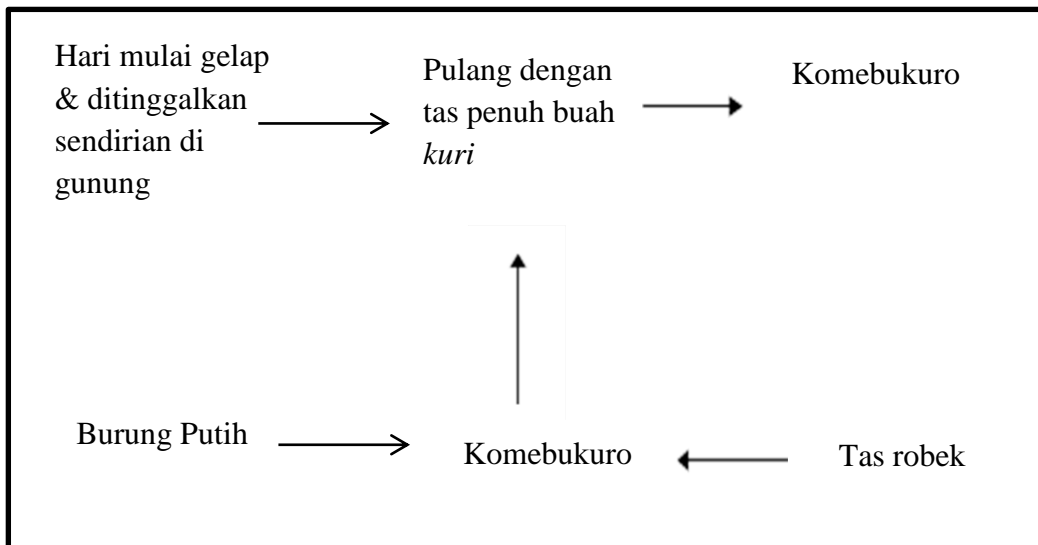 Hari mulai gelap
& ditinggalkan
sendirian di
gunung
Pulang dengan
tas penuh buah
kuri
Komebukuro
Burung Putih
Komebukuro
Tas robek